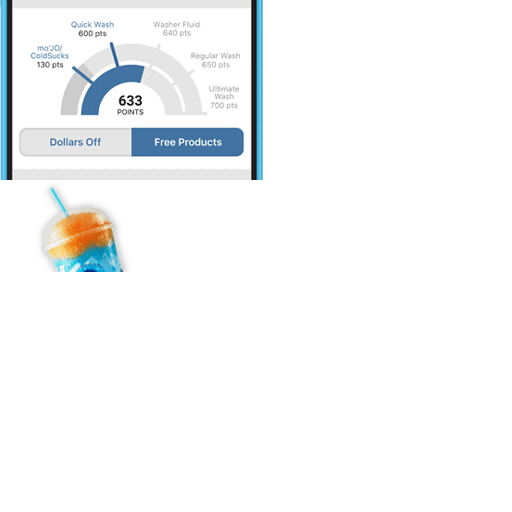 Quick Wash
600 pts
Washer Fluid
640 pts
mo'JO/
ColdSucks
130 pts
Regular Wash
650 pts
Ultimate
Wash
700 pts
633
POINTS
Dollars Off
Free Products